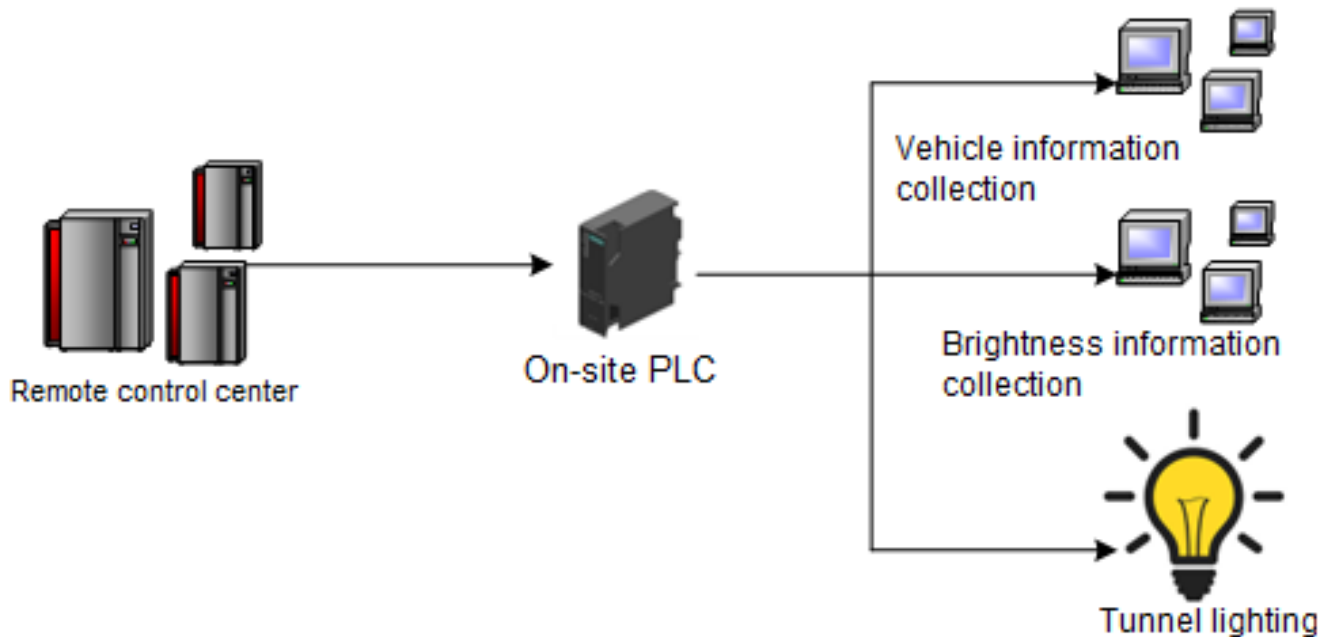 Vehicle information
collection
Remote control center
On-site PLC
Brightness information
collection
Tunnel lighting